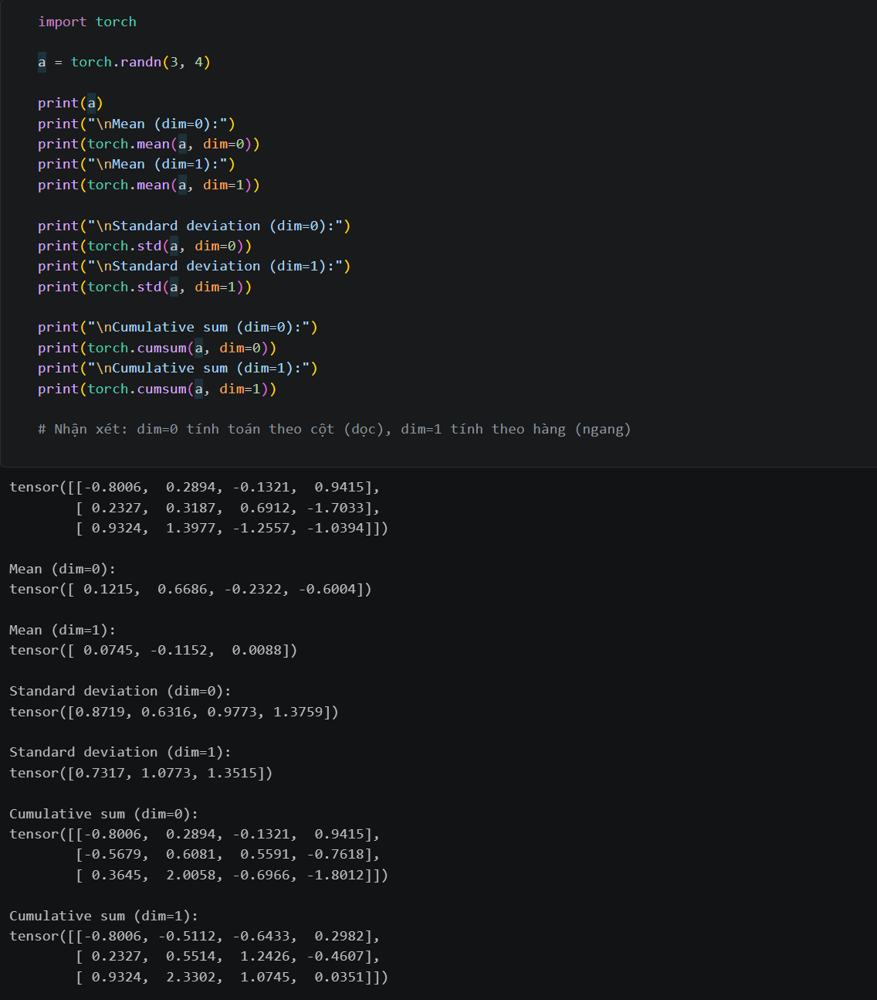 import torch
a = torch.randn(3, 4)
print(a)
print("\nMean (dim=0):")
print(torch.mean(a, dim=0))
print("\nMean (dim=1):")
print(torch.mean(a, dim=1))
print("\nStandard deviation (dim=0):")
print(torch.std(a, dim=0))
print("\nStandard deviation (dim=1):")
print(torch.std(a, dim=1))
print("\nCumulative sum (dim=0):")
print(torch.cumsum(a, dim=0))
print("\nCumulative sum (dim=1):")
print(torch.cumsum(a, dim=1))
# Nhận xét: dim=0 tính toán theo cột (dọc), dim=1 tính theo hàng (ngang)
tensor([[-0.8006,  0.2894, -0.1321,  0.9415],
        [ 0.2327,  0.3187,  0.6912, -1.7033],
        [ 0.9324,  1.3977, -1.2557, -1.0394]])
Mean (dim=0):
tensor([ 0.1215,  0.6686, -0.2322, -0.6004])
Mean (dim=1):
tensor([ 0.0745, -0.1152,  0.0088])
Standard deviation (dim=0):
tensor([0.8719, 0.6316, 0.9773, 1.3759])
Standard deviation (dim=1):
tensor([0.7317, 1.0773, 1.3515])
Cumulative sum (dim=0):
tensor([[-0.8006,  0.2894, -0.1321,  0.9415],
        [-0.5679,  0.6081,  0.5591, -0.7618],
        [ 0.3645,  2.0058, -0.6966, -1.8012]])
Cumulative sum (dim=1):
tensor([[-0.8006, -0.5112, -0.6433,  0.2982],
        [ 0.2327,  0.5514,  1.2426, -0.4607],
        [ 0.9324,  2.3302,  1.0745,  0.0351]])